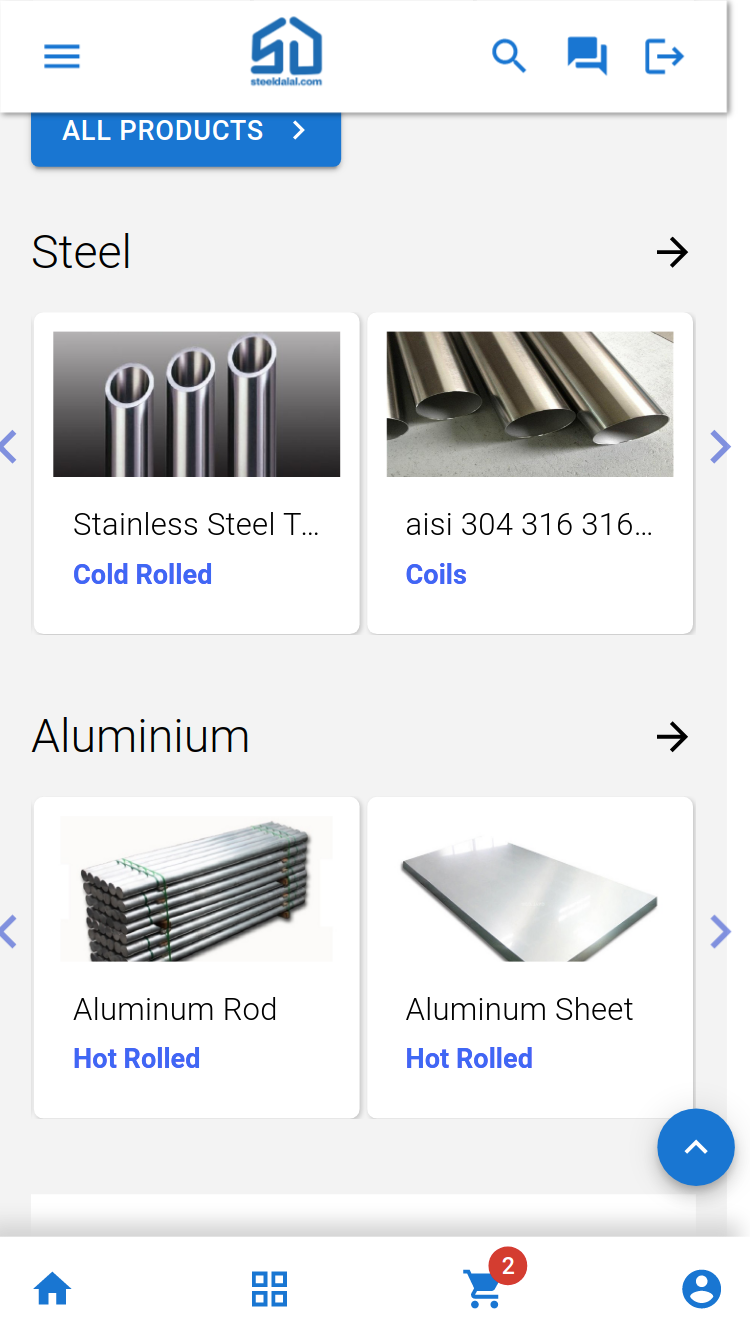 steeldalal.com
ALL PRODUCTS
Steel
Stainless Steel T...
Cold Rolled
aisi 304 316 316...
Coils
Aluminium
Aluminum Rod
Hot Rolled
Aluminum Sheet
Hot Rolled
2